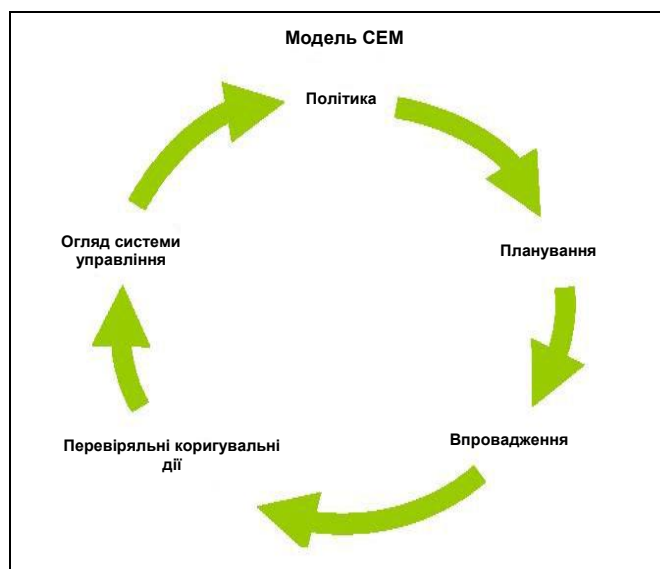 Модель СЕМ
Політика
Огляд системи
управління
Планування
Впровадження
Перевіряльні коригувальні
дії